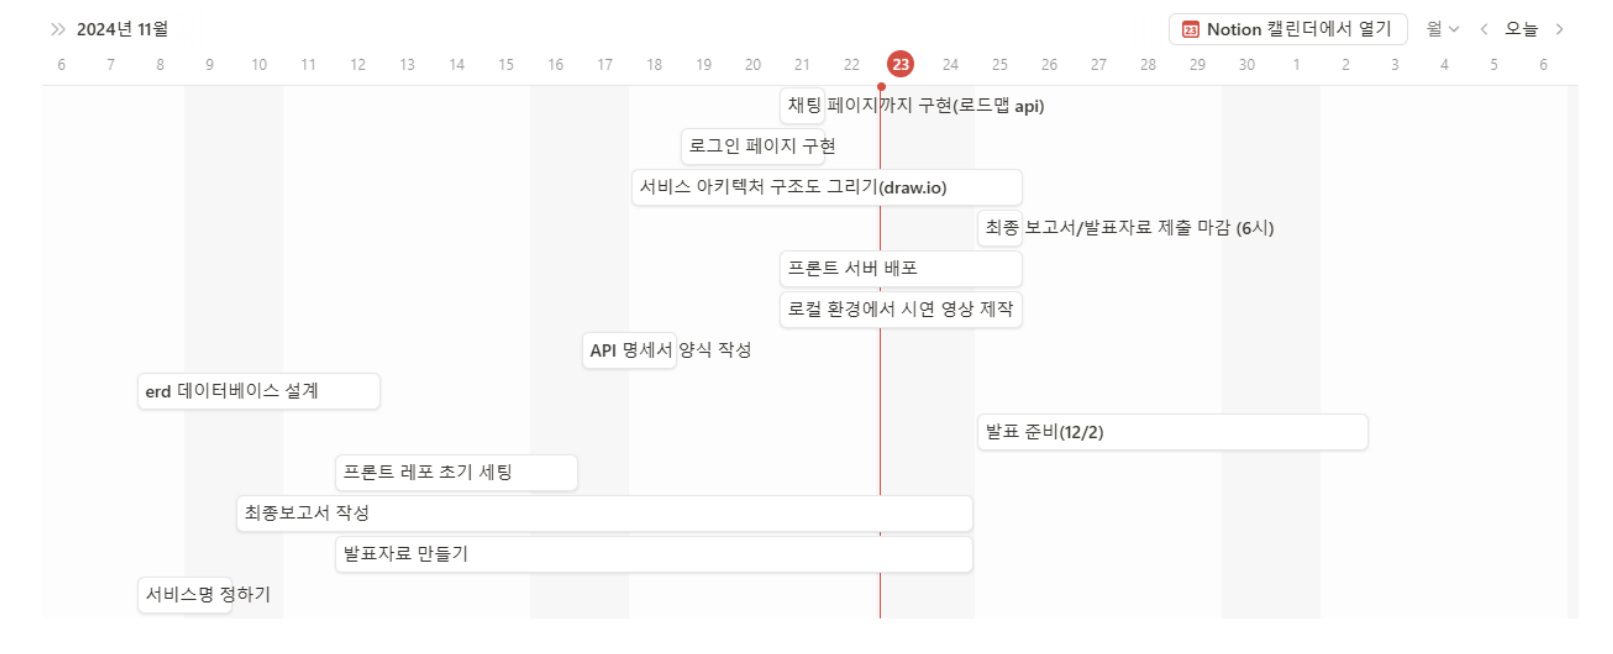 2024년 11월
23 Notion 캘린더에서 열기 월 오늘
6 7 8 9 10 11 12 13 14 15 16 17 18 19 20 21 22 23 24 25 26 27 28 29 30 1 2 3 4 5 6
채팅 페이지까지 구현(로드맵 api)
로그인 페이지 구현
서비스 아키텍처 구조도 그리기(draw.io)
최종 보고서/발표자료 제출 마감 (6시)
프론트 서버 배포
로컬 환경에서 시연 영상 제작
API 명세서 양식 작성
erd 데이터베이스 설계
발표 준비(12/2)
프론트 레포 초기 세팅
최종보고서 작성
발표자료 만들기
서비스명 정하기